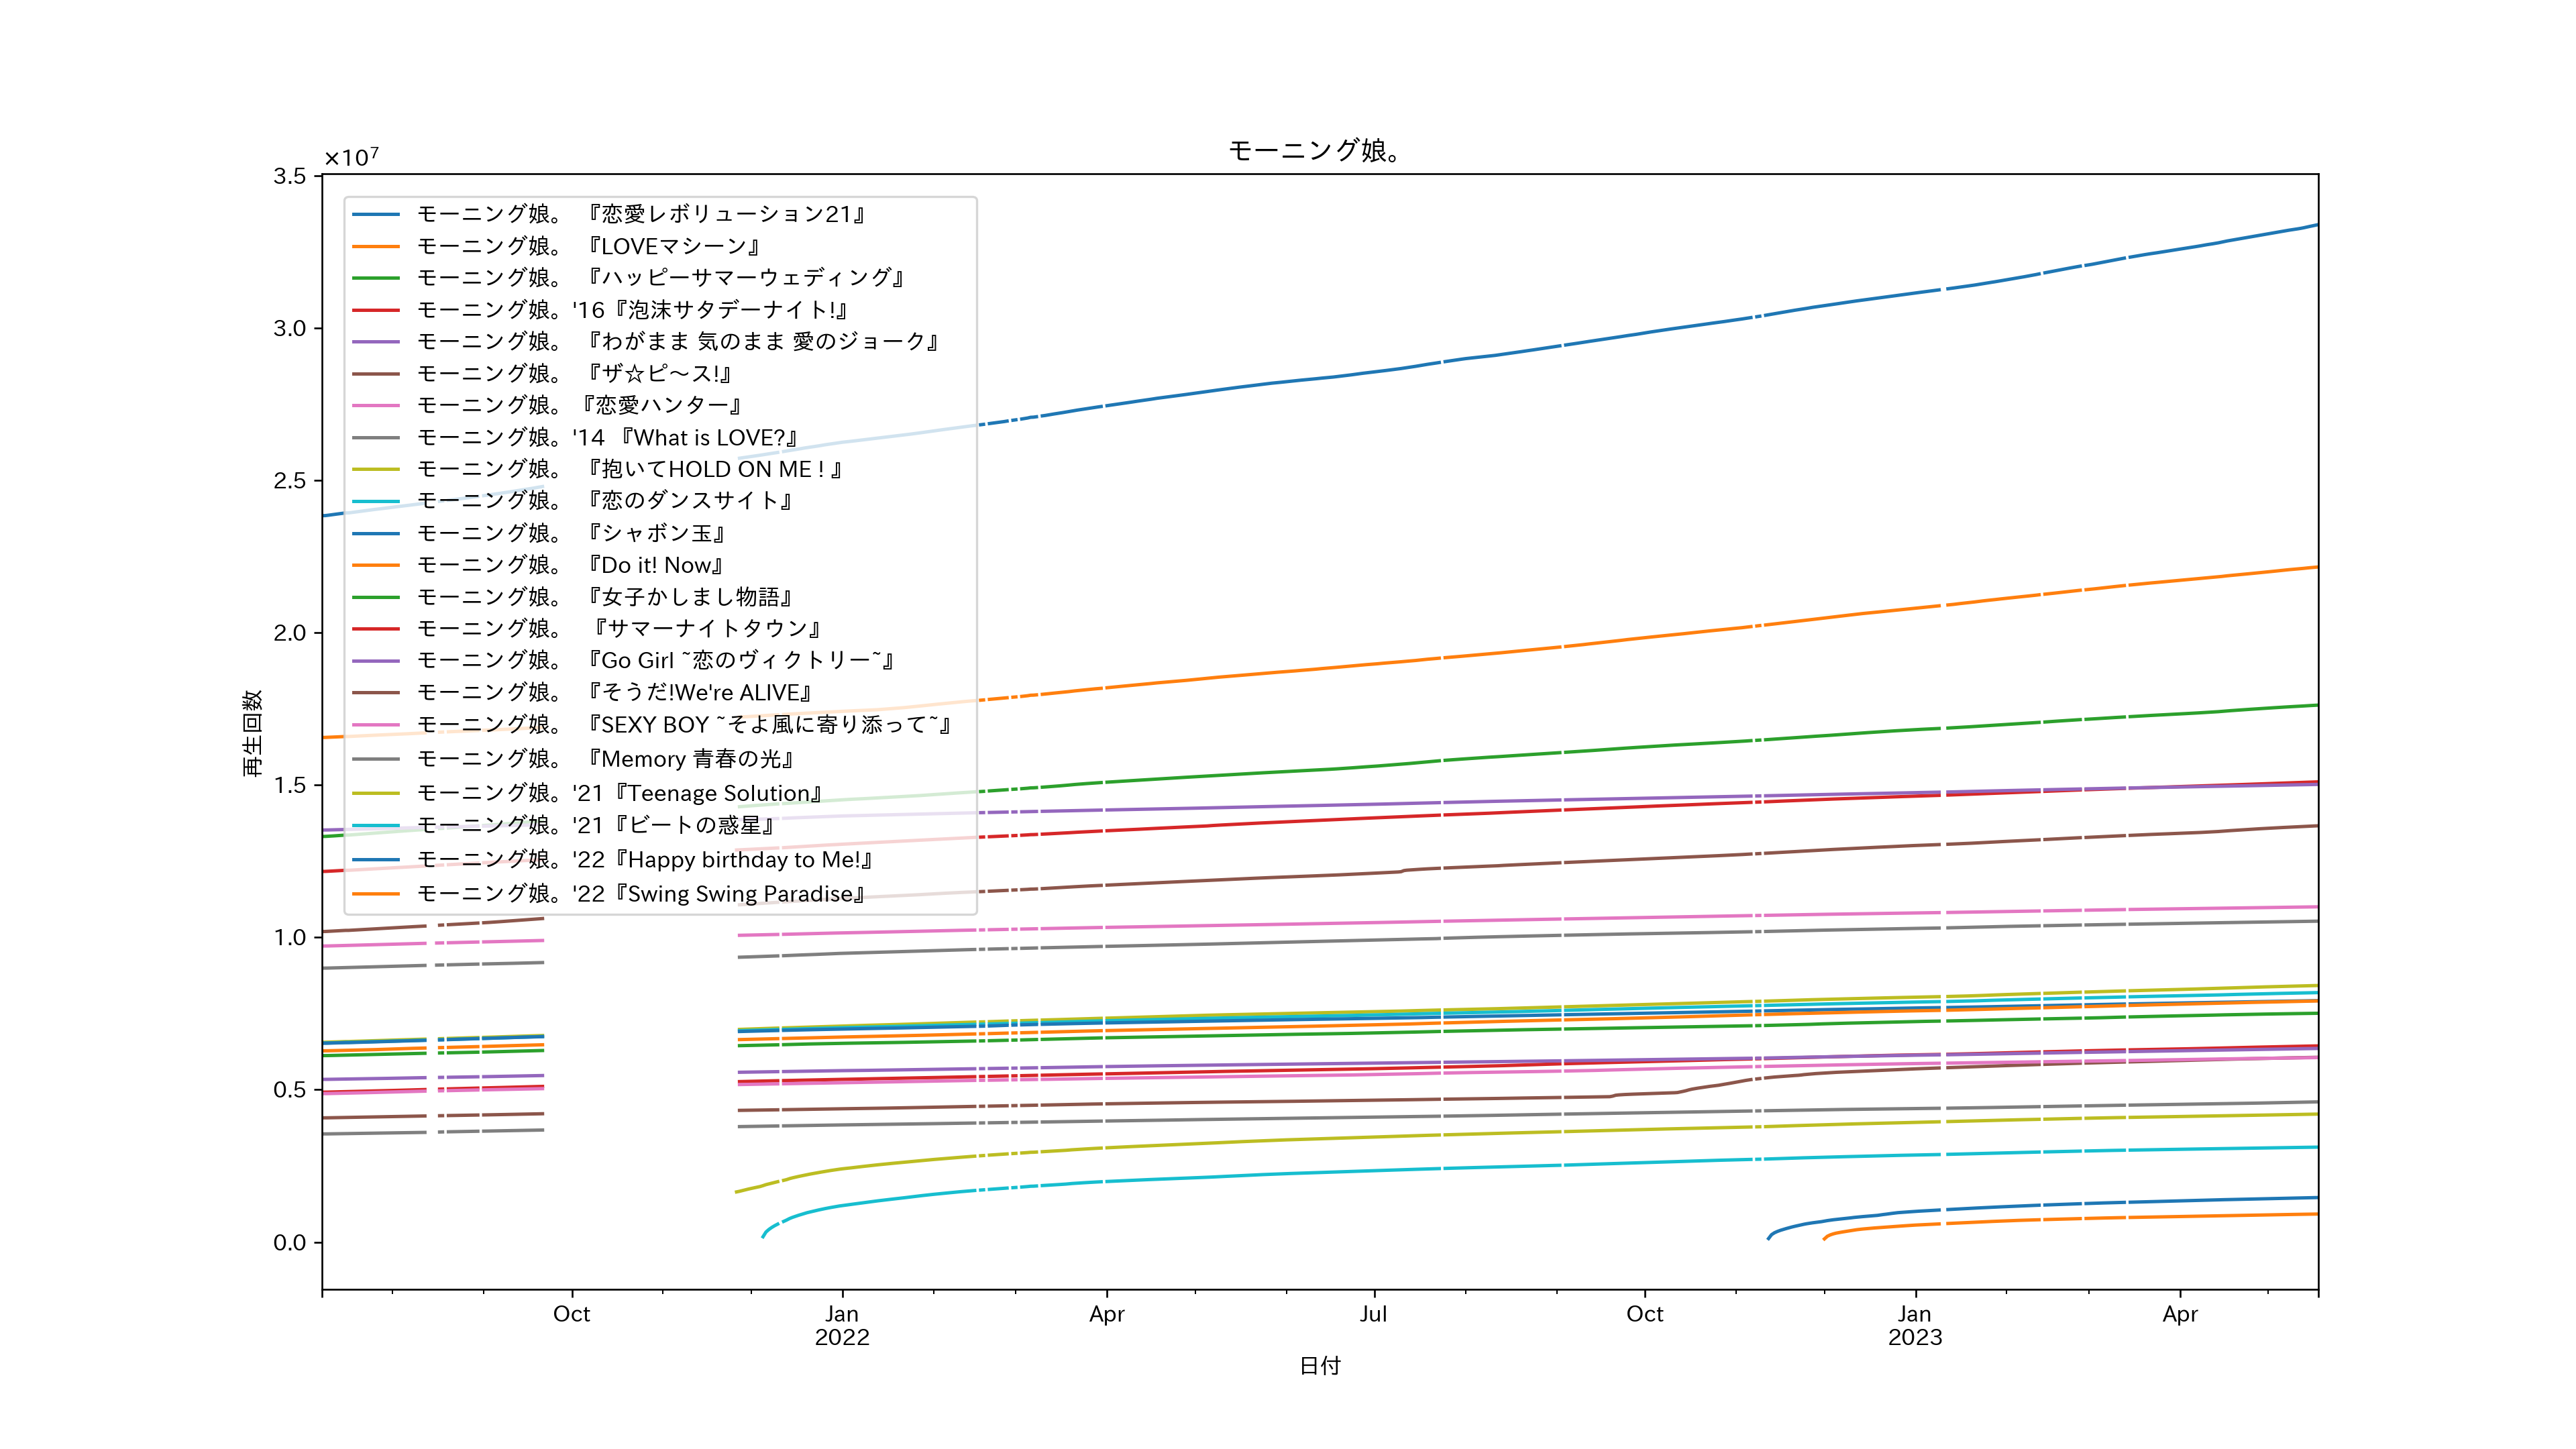 モーニング娘。
×10⁷
3.5
3.0
2.5
2.0
1.5
1.0
0.5
0.0
再生回数
モーニング娘。 『恋愛レボリューション21』
モーニング娘。 『LOVEマシーン』
モーニング娘。 『ハッピーサマーウェディング』
モーニング娘。'16『泡沫サタデーナイト!』
モーニング娘。 『わがまま 気のまま 愛のジョーク』
モーニング娘。 『ザ☆ピ〜ス!』
モーニング娘。『恋愛ハンター』
モーニング娘。'14 『What is LOVE?』
モーニング娘。 『抱いてHOLD ON ME ! 』
モーニング娘。 『恋のダンスサイト』
モーニング娘。 『シャボン玉』
モーニング娘。 『Do it! Now』
モーニング娘。 『女子かしまし物語』
モーニング娘。 『サマーナイトタウン』
モーニング娘。 『Go Girl ~恋のヴィクトリー~』
モーニング娘。 『そうだ!We're ALIVE』
モーニング娘。 『SEXY BOY ~そよ風に寄り添って~』
モーニング娘。 『Memory 青春の光』
モーニング娘。'21『Teenage Solution』
モーニング娘。'21『ビートの惑星』
モーニング娘。'22『Happy birthday to Me!』
モーニング娘。'22『Swing Swing Paradise』
Oct Jan Apr Jul Oct Jan Apr
2022 2023
日付